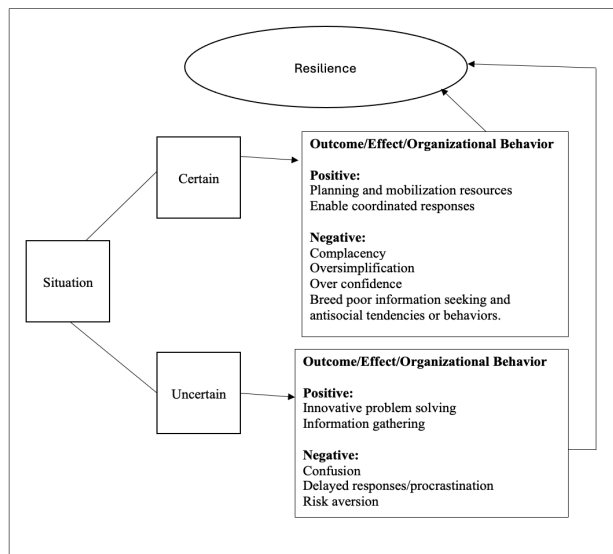 Resilience
Outcome/Effect/Organizational Behavior
Positive:
Planning and mobilization resources
Enable coordinated responses
Negative:
Complacency
Oversimplification
Over confidence
Breed poor information seeking and
antisocial tendencies or behaviors.
Certain
Situation
Uncertain
Outcome/Effect/Organizational Behavior
Positive:
Innovative problem solving
Information gathering
Negative:
Confusion
Delayed responses/procrastination
Risk aversion